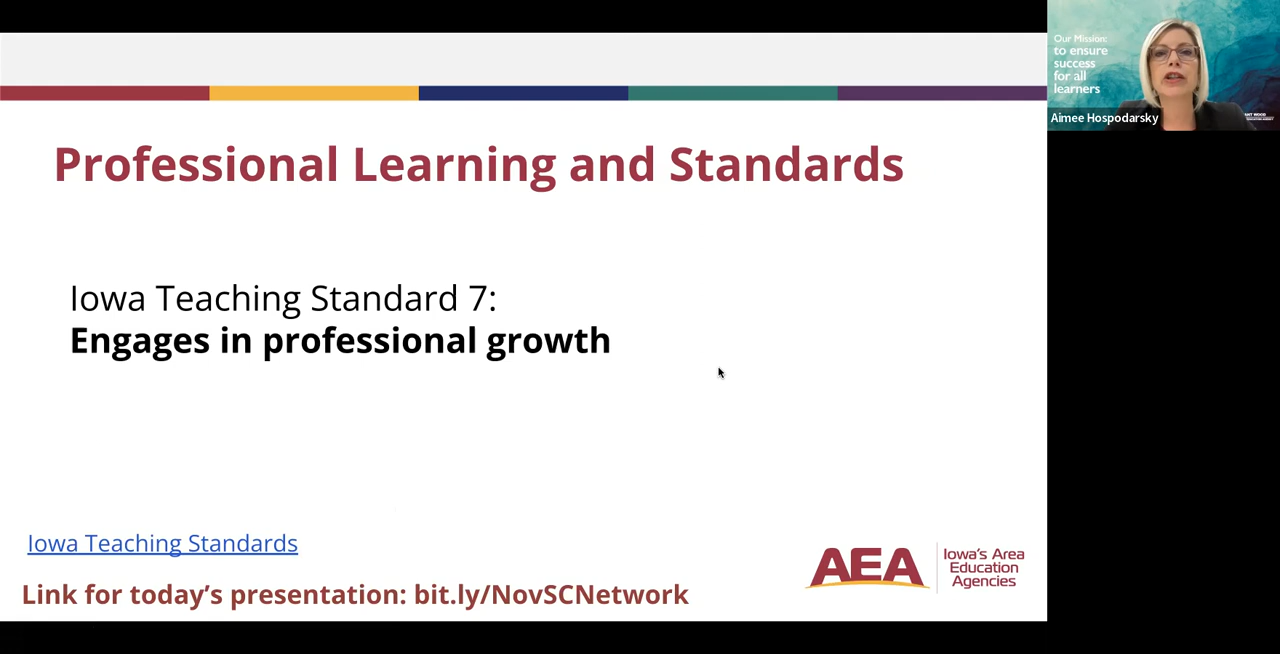 Professional Learning and Standards
Iowa Teaching Standard 7:
Engages in professional growth
Iowa Teaching Standards
Link for today's presentation: bit.ly/NovSCNetwork
AEA
Iowa's Area
Education
Agencies
Our Mission:
to ensure
success
for all
learners
Aimee Hospodarsky